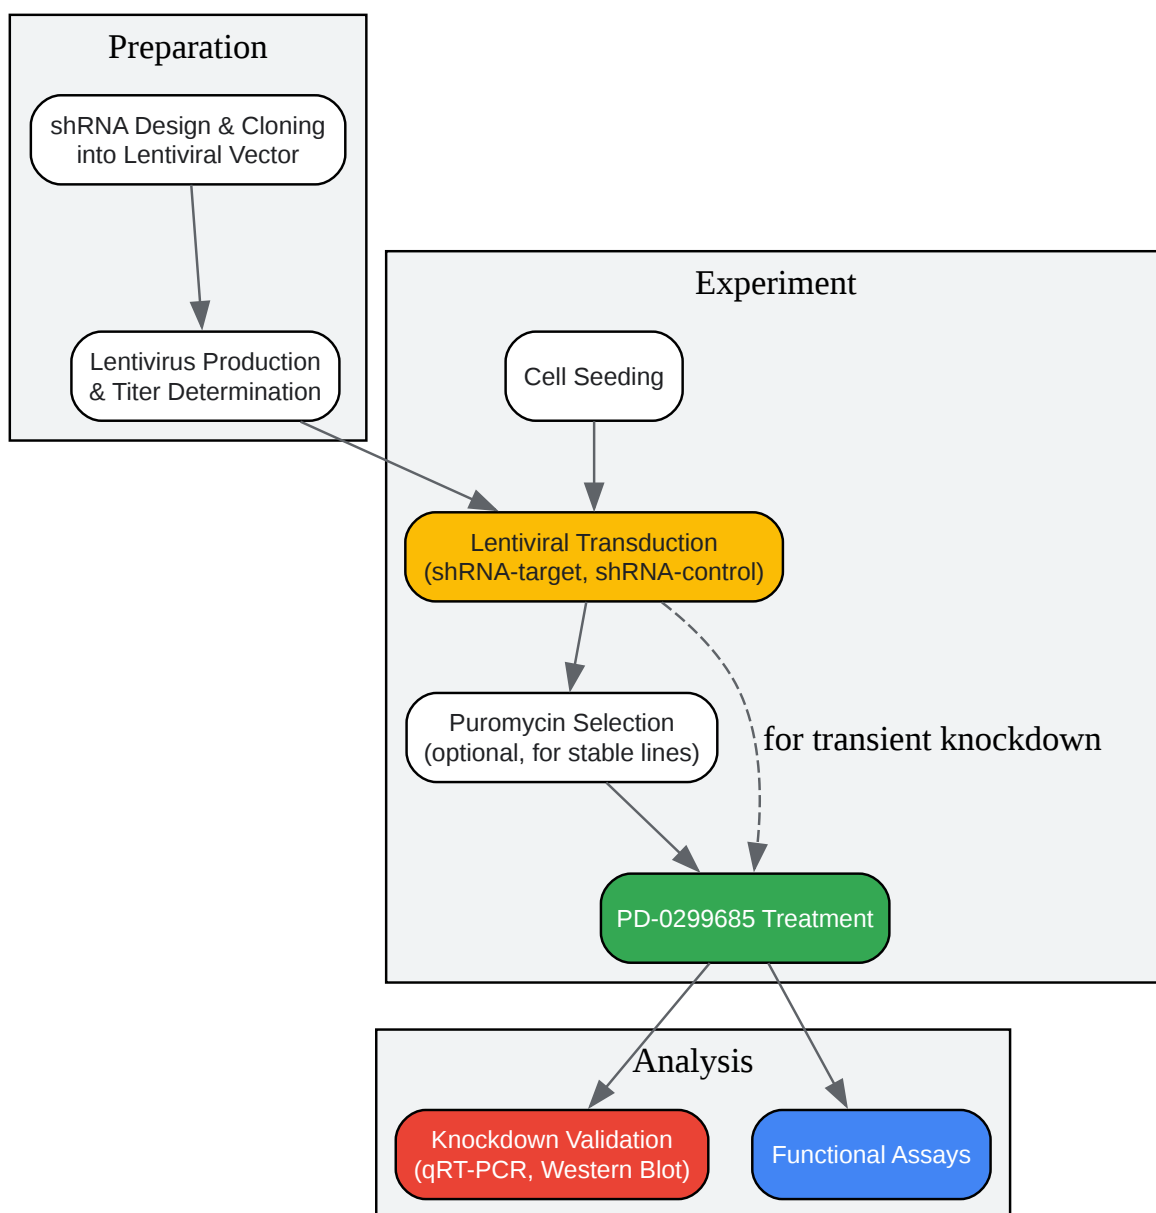 Preparation
shRNA Design & Cloning
into Lentiviral Vector
Lentivirus Production
& Titer Determination
Experiment
Cell Seeding
Lentiviral Transduction
(shRNA-target, shRNA-control)
Puromycin Selection
(optional, for stable lines)
for transient knockdown
PD-0299685 Treatment
Analysis
Knockdown Validation
(qRT-PCR, Western Blot)
Functional Assays